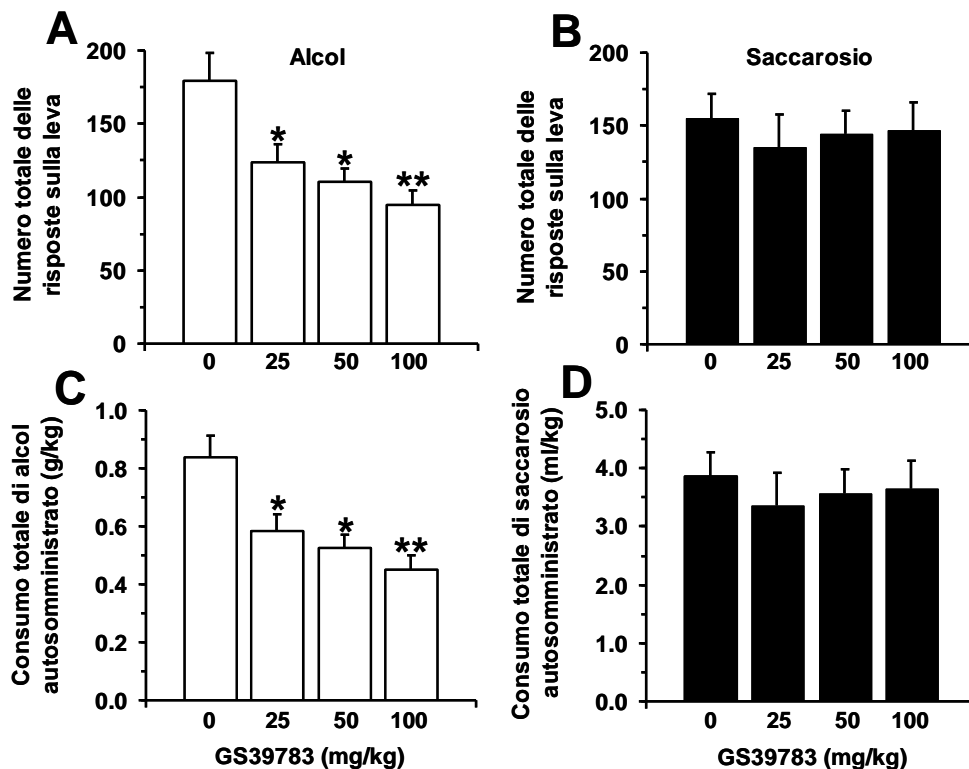 A
Alcol
Numero totale delle
risposte sulla leva
200
150
100
50
0
*
*
**
0 25 50 100
B
Saccarosio
Numero totale delle
risposte sulla leva
200
150
100
50
0
0 25 50 100
C
Consumo totale di alcol
autosomministrato (g/kg)
1.0
0.8
0.6
0.4
0.2
0.0
*
*
**
0 25 50 100
GS39783 (mg/kg)
D
Consumo totale di saccarosio
autosomministrato (ml/kg)
5.0
4.0
3.0
2.0
1.0
0.0
0 25 50 100
GS39783 (mg/kg)